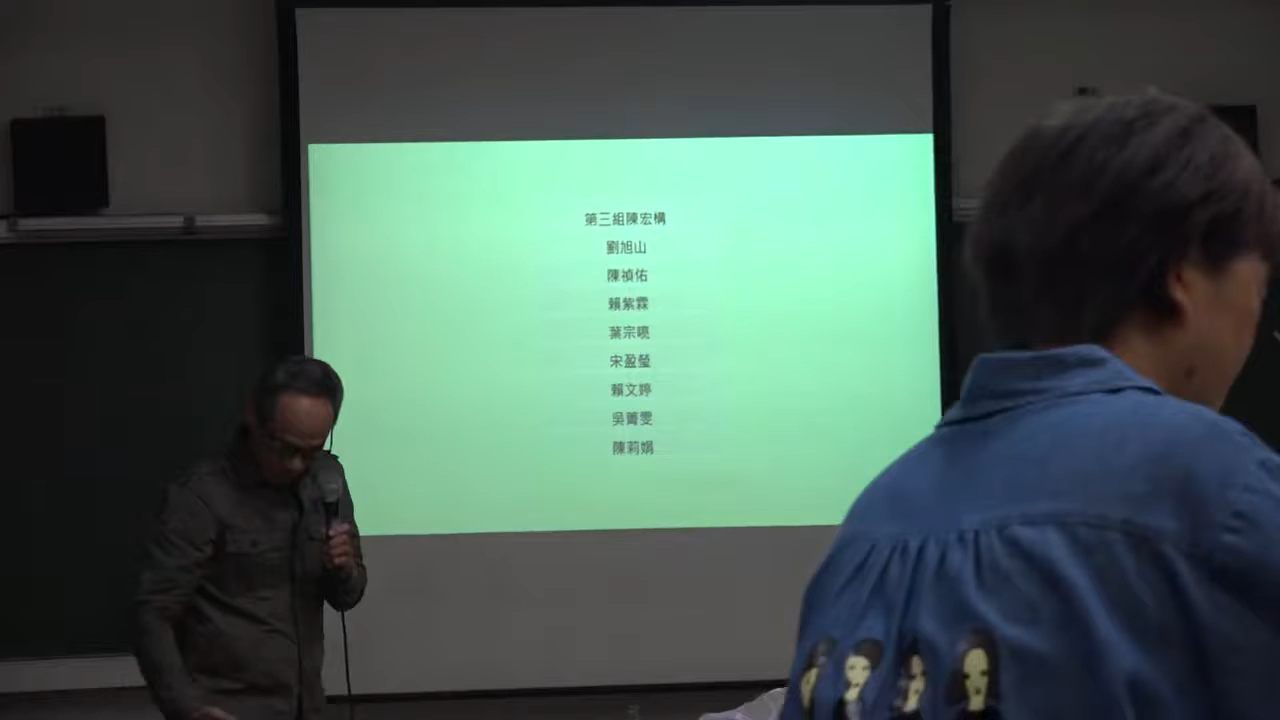 第三組陳宏構
劉旭山
陳禎佑
賴紫霖
葉宗曉
宋盈瑩
賴文婷
吳菁雯
陳莉娟